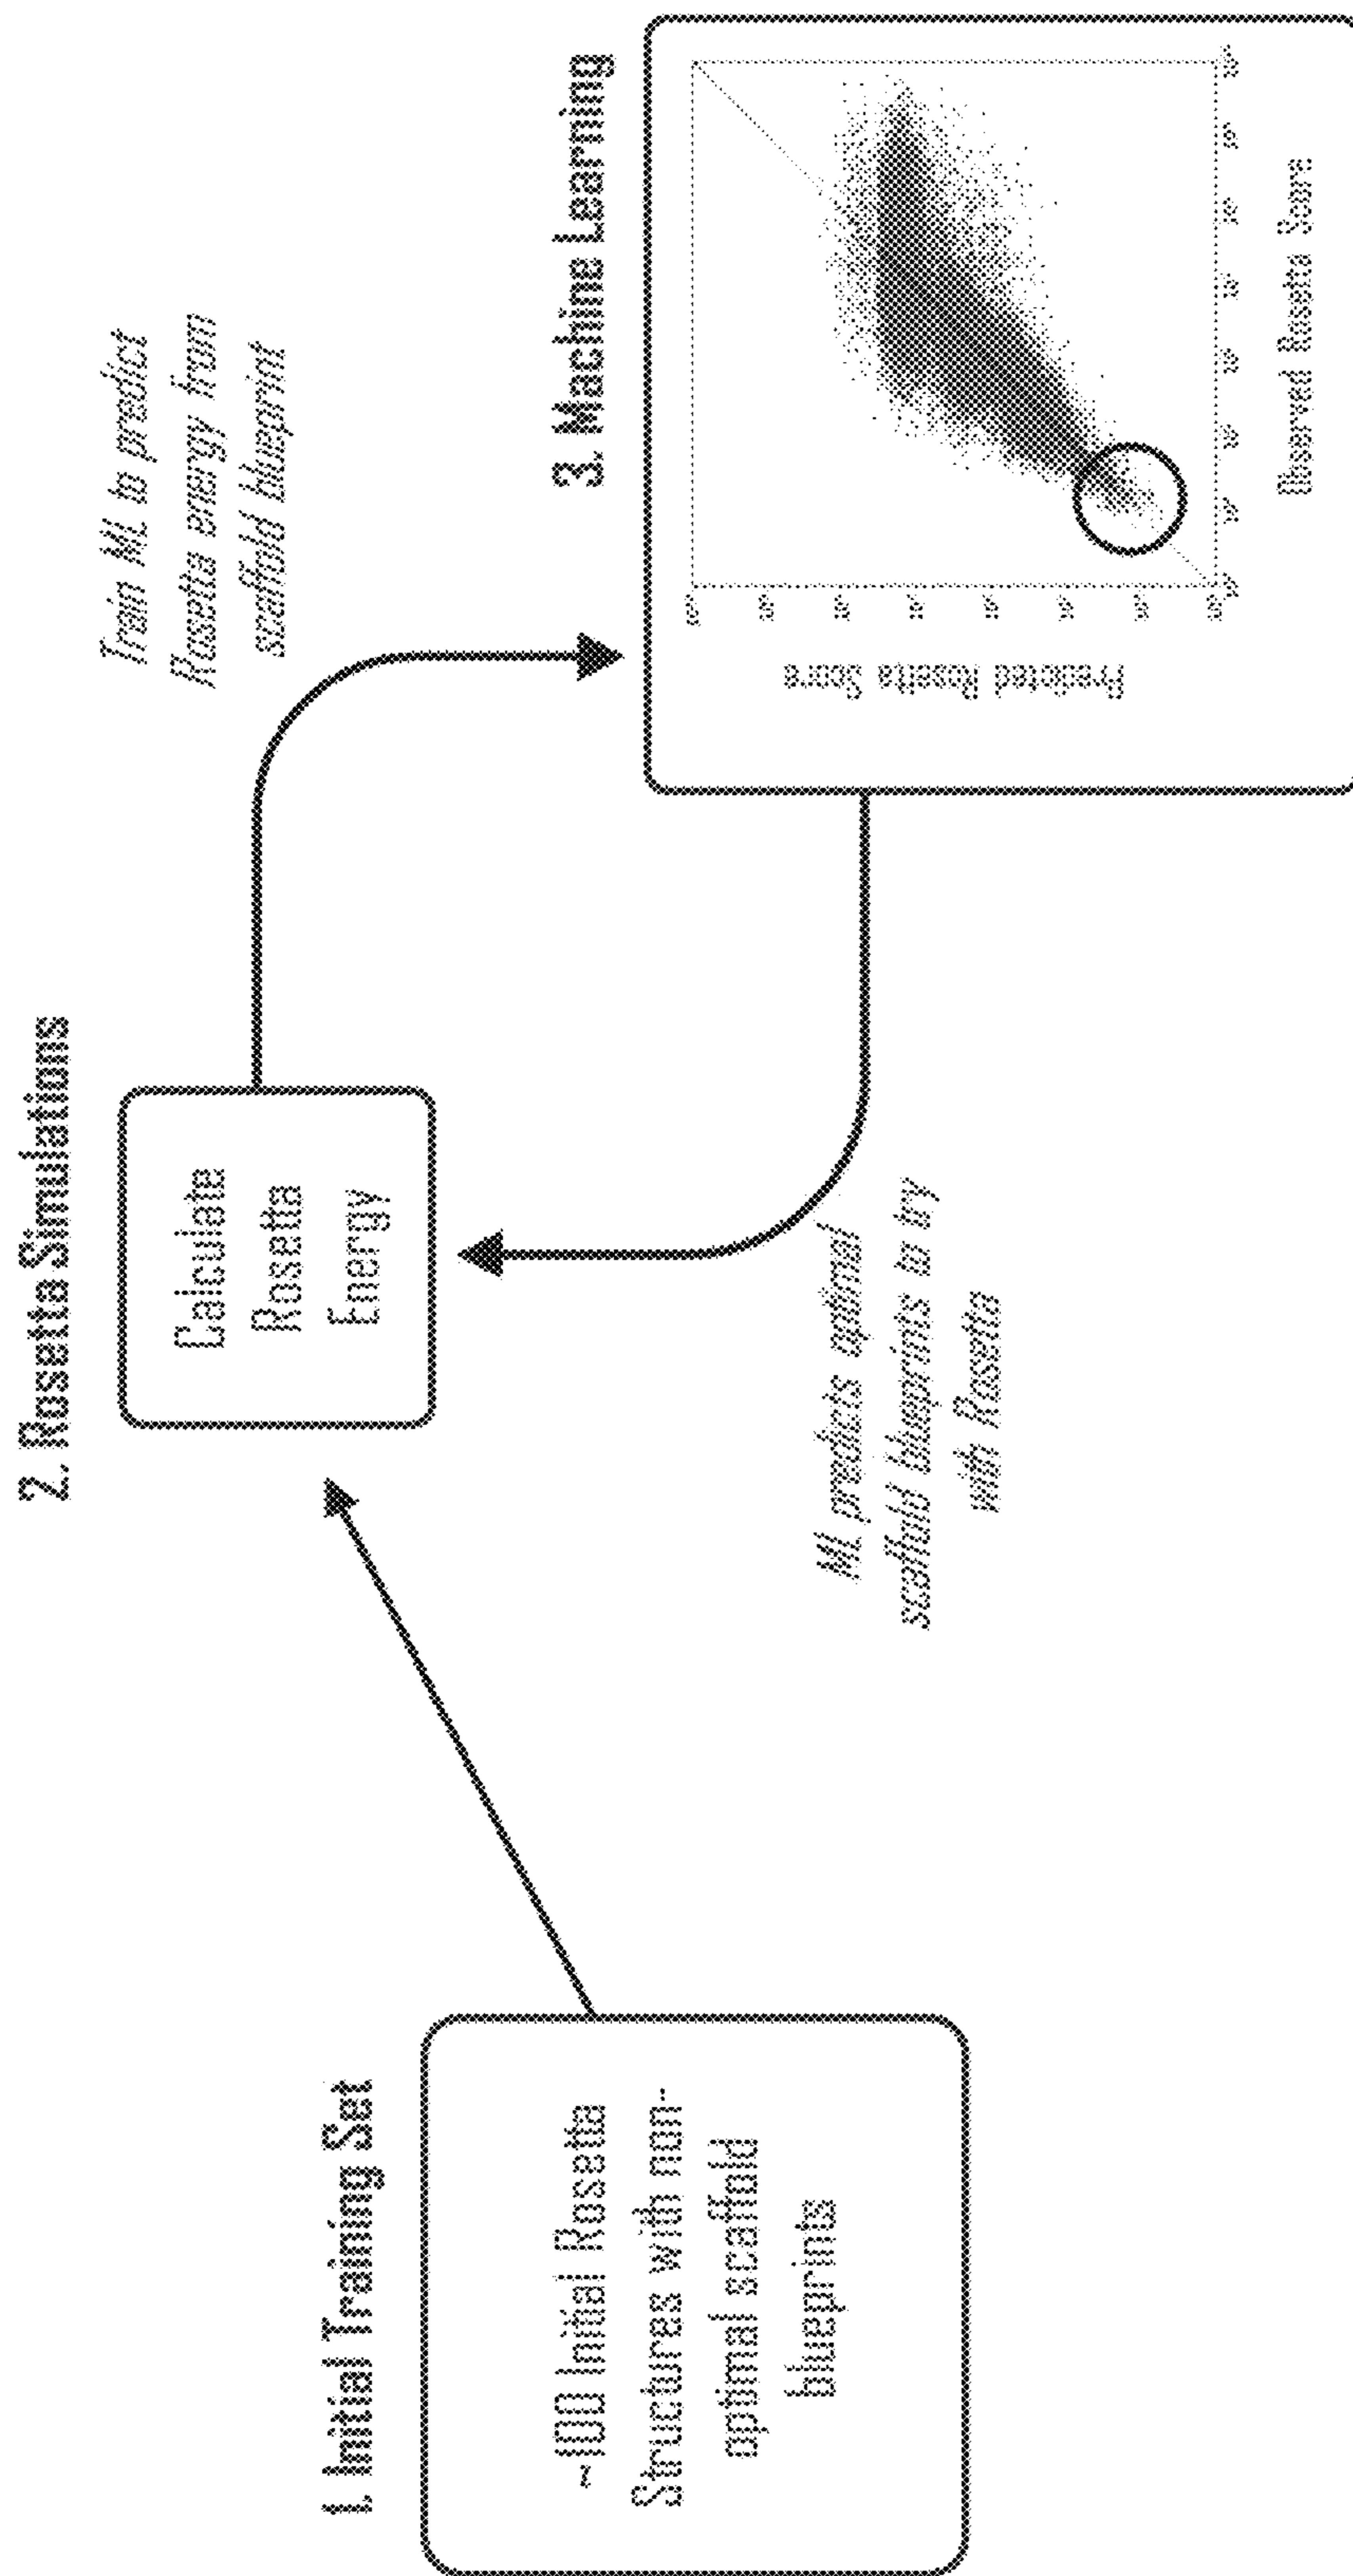 1. Initial Training Set
~100 Initial Rosetta
Structures with non-
optimal scaffold
blueprints
2. Rosetta Simulations
Calculate
Rosetta
Energy
Train ML to predict
Rosetta energy from
scaffold blueprint
ML predicts optimal
scaffold blueprints to try
with Rosetta
3. Machine Learning
Predicted Rosetta Score
Observed Rosetta Score